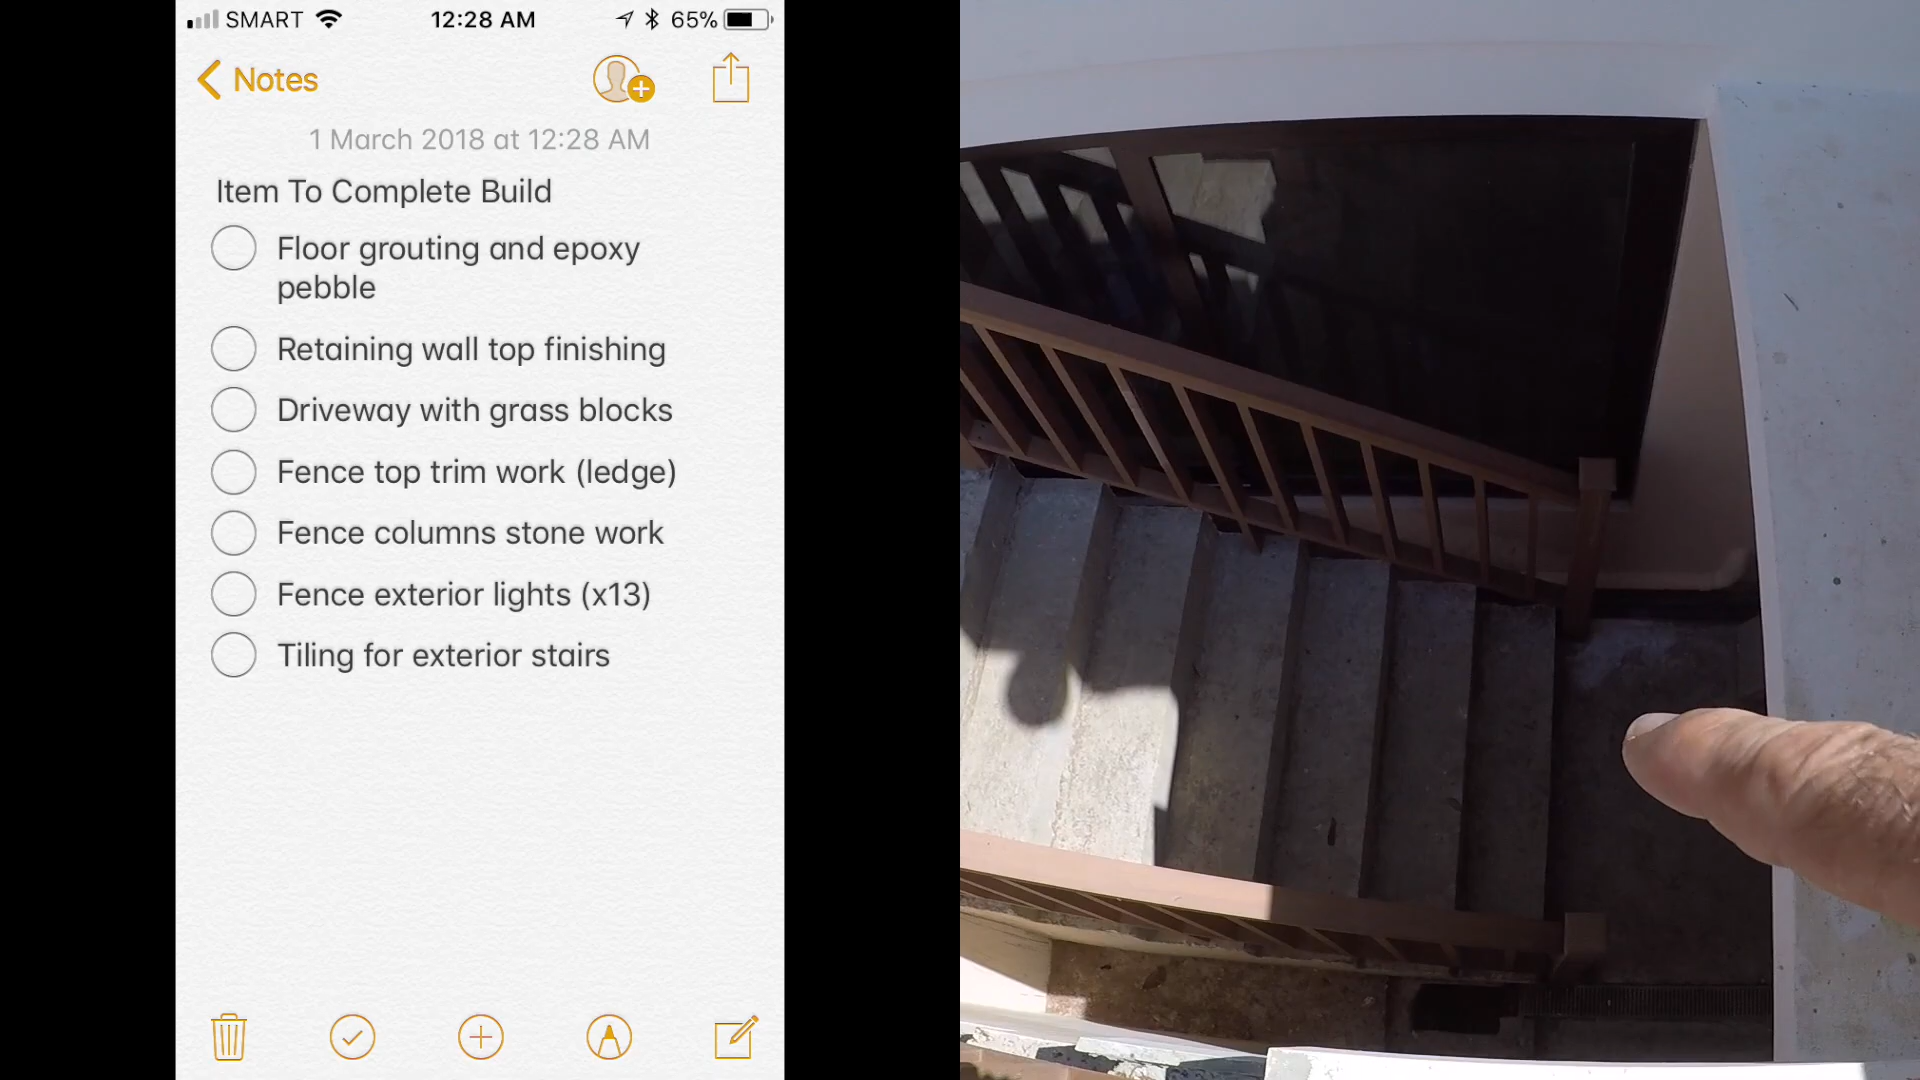 SMART 12:28 AM 65%
Notes
1 March 2018 at 12:28 AM
Item To Complete Build
Floor grouting and epoxy
pebble
Retaining wall top finishing
Driveway with grass blocks
Fence top trim work (ledge)
Fence columns stone work
Fence exterior lights (x13)
Tiling for exterior stairs